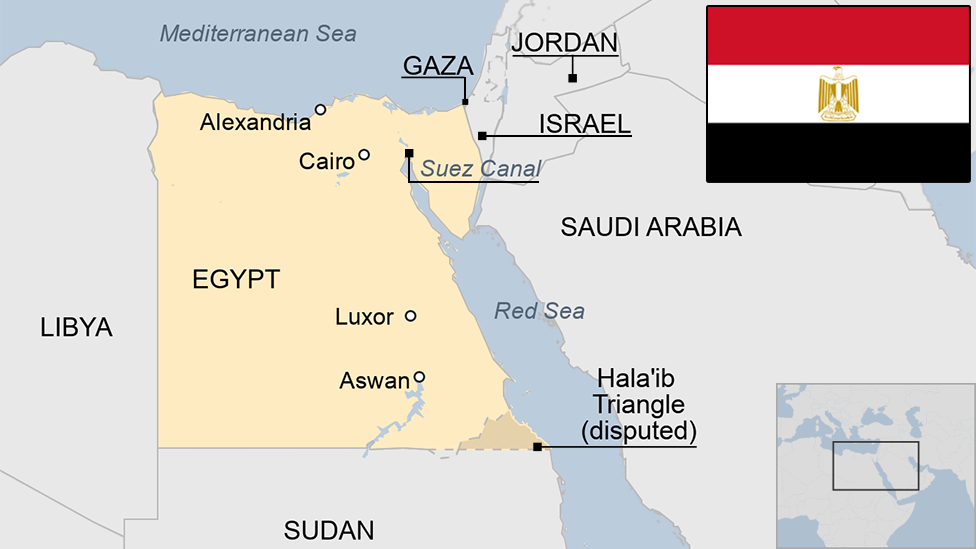 Mediterranean Sea
JORDAN
GAZA
ISRAEL
Alexandria
Cairo
Suez Canal
SAUDI ARABIA
EGYPT
Red Sea
Luxor
LIBYA
Aswan
Hala'ib
Triangle
(disputed)
SUDAN